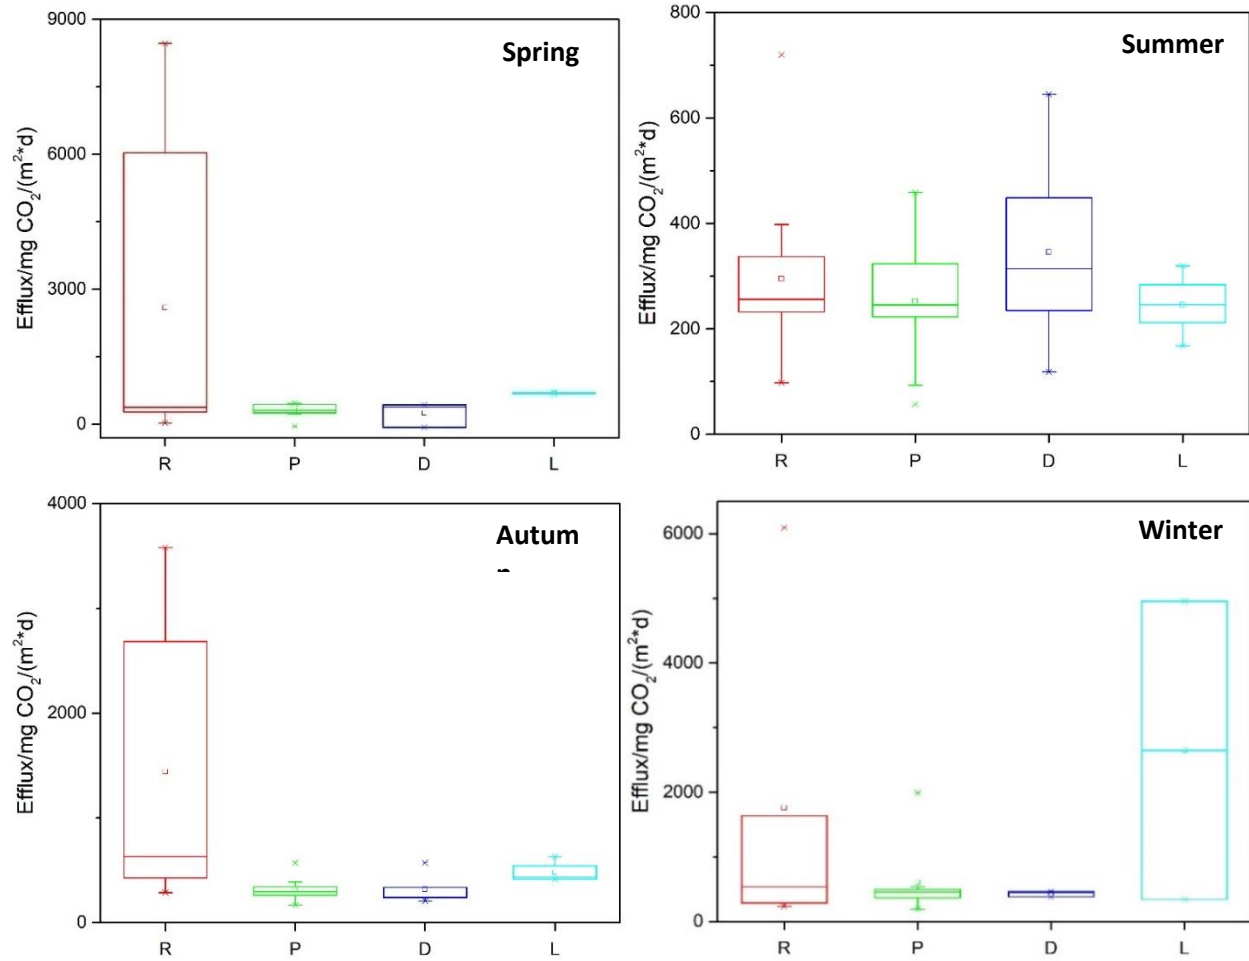 9000
6000
3000
0
Efflux/mg CO₂/(m²*d)
Spring
R P D L
800
600
400
200
0
Efflux/mg CO₂/(m²*d)
Summer
R P D L
4000
2000
0
Efflux/mg CO₂/(m²*d)
Autum
R P D L
6000
4000
2000
0
Efflux/mg CO₂/(m²*d)
Winter
R P D L